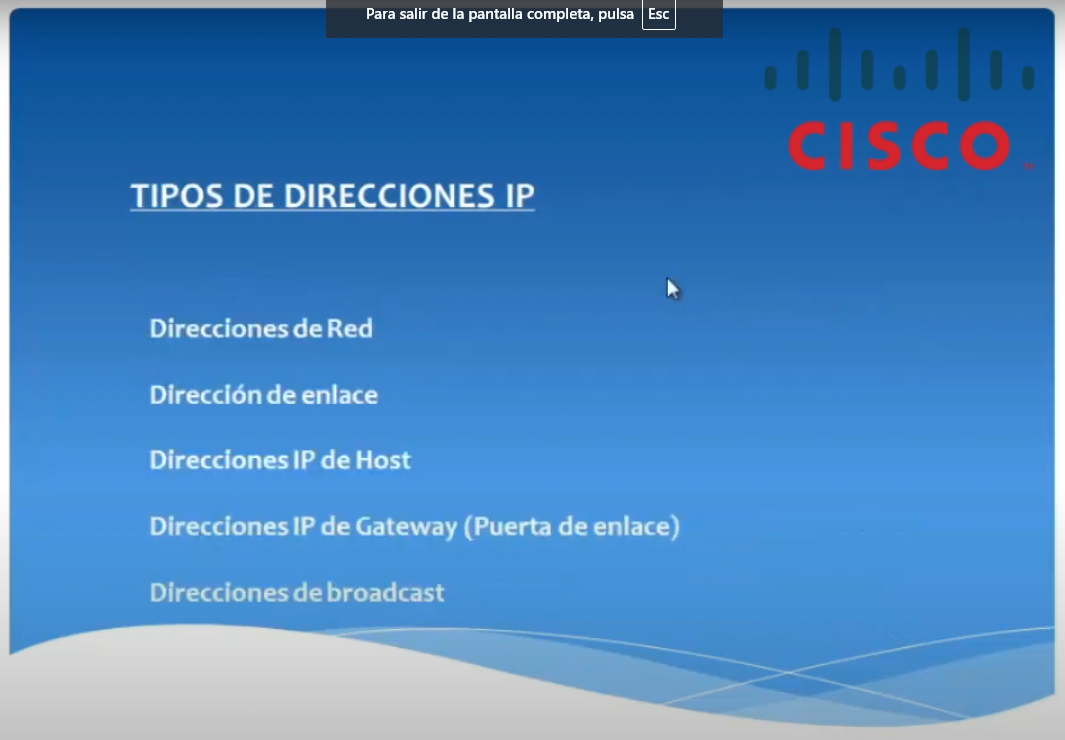 Para salir de la pantalla completa, pulsa Esc
CISCO
TIPOS DE DIRECCIONES IP
Direcciones de Red
Dirección de enlace
Direcciones IP de Host
Direcciones IP de Gateway (Puerta de enlace)
Direcciones de broadcast